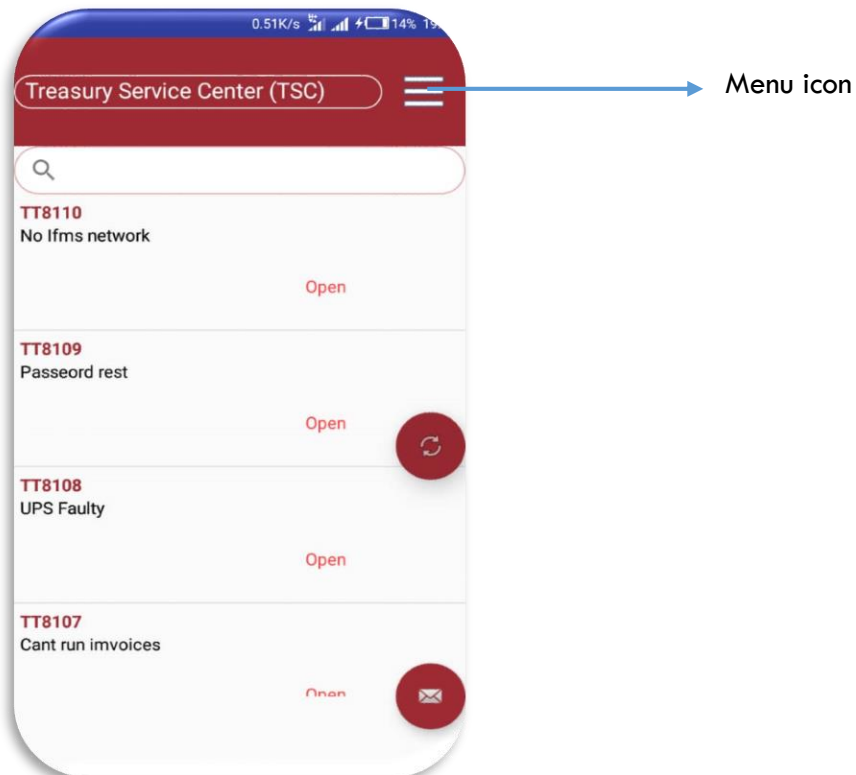 0.51K/s 14%
Treasury Service Center (TSC)
Menu icon
TT8110
No Ifms network
Open
TT8109
Passeord rest
Open
TT8108
UPS Faulty
Open
TT8107
Cant run imvoices
Open